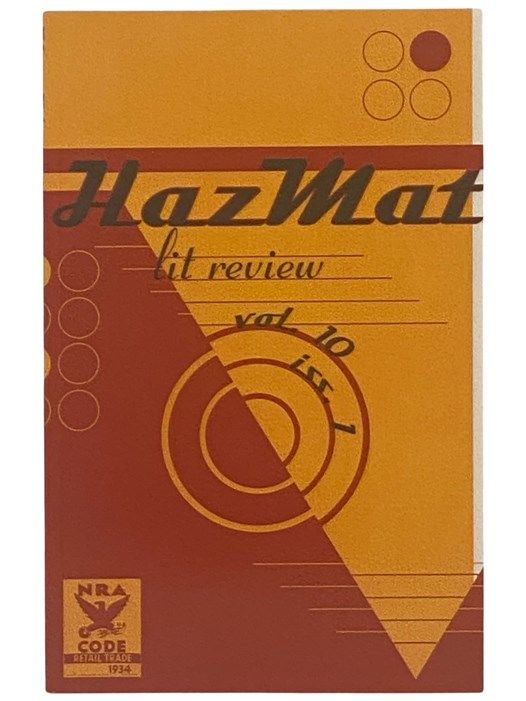 HazMat
lit review
vol. 10
iss. 1
NRA
CODE
RETAIL TRADE
1934